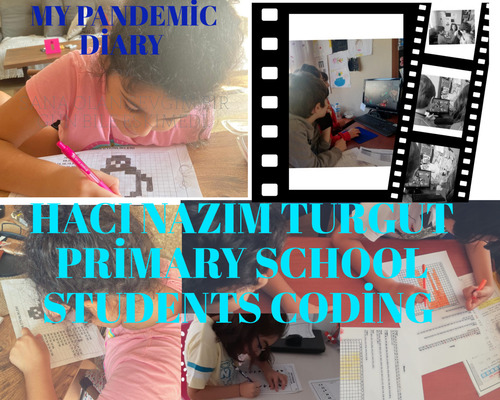 MY PANDEMİC
DİARY
HACI NAZIM TURGUT
PRİMARY SCHOOL
STUDENTS CODİNG